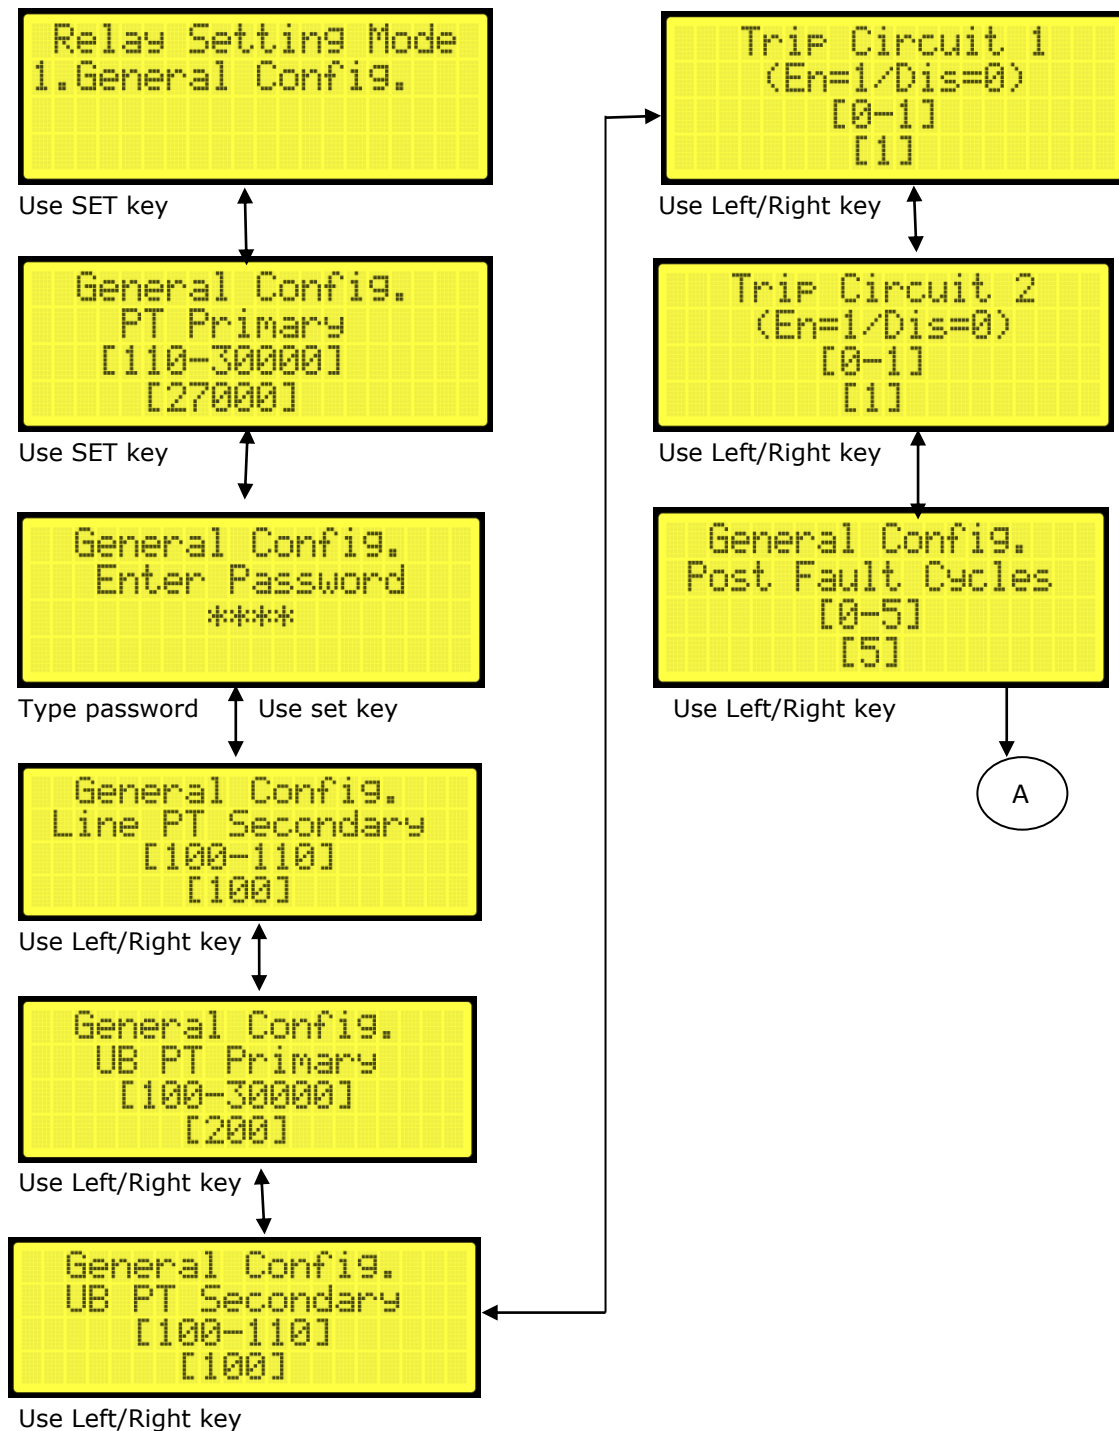 Relay Setting Mode
1.General Config.
Use SET key
General Config.
PT Primary
[110-30000]
[27000]
Use SET key
General Config.
Enter Password
****
Type password Use set key
General Config.
Line PT Secondary
[100-110]
[100]
Use Left/Right key
General Config.
UB PT Primary
[100-30000]
[200]
Use Left/Right key
General Config.
UB PT Secondary
[100-110]
[100]
Use Left/Right key
Trip Circuit 1
(En=1/Dis=0)
[0-1]
[1]
Use Left/Right key
Trip Circuit 2
(En=1/Dis=0)
[0-1]
[1]
Use Left/Right key
General Config.
Post Fault Cycles
[0-5]
[5]
Use Left/Right key
A